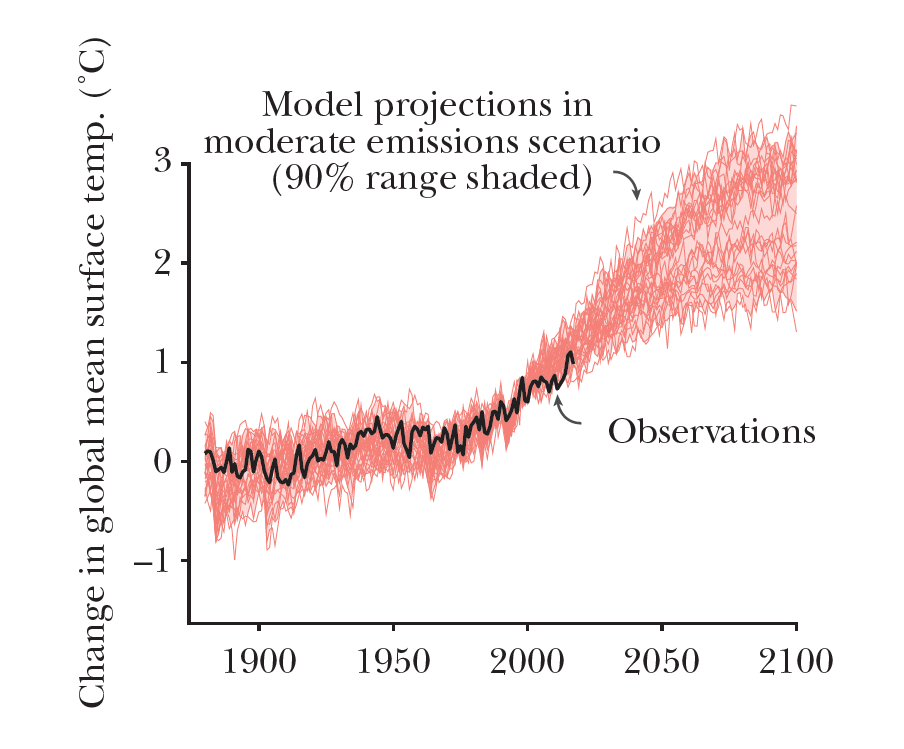 Change in global mean surface temp. (˚C)
Model projections in
moderate emissions scenario
(90% range shaded)
3
2
1
0
–1
Observations
1900 1950 2000 2050 2100